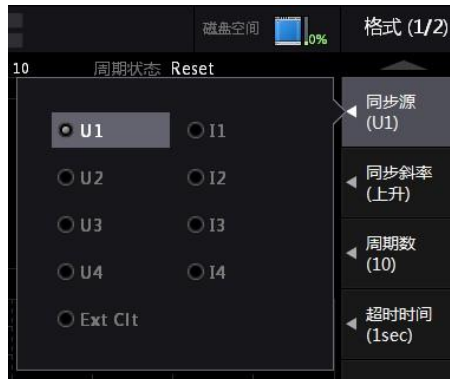 磁盘空间 0% 格式 (1/2)
10 周期状态 Reset
同步源
(U1)
U1 I1
U2 I2
同步斜率
(上升)
U3 I3
周期数
(10)
U4 I4
Ext Clt
超时时间
(1sec)